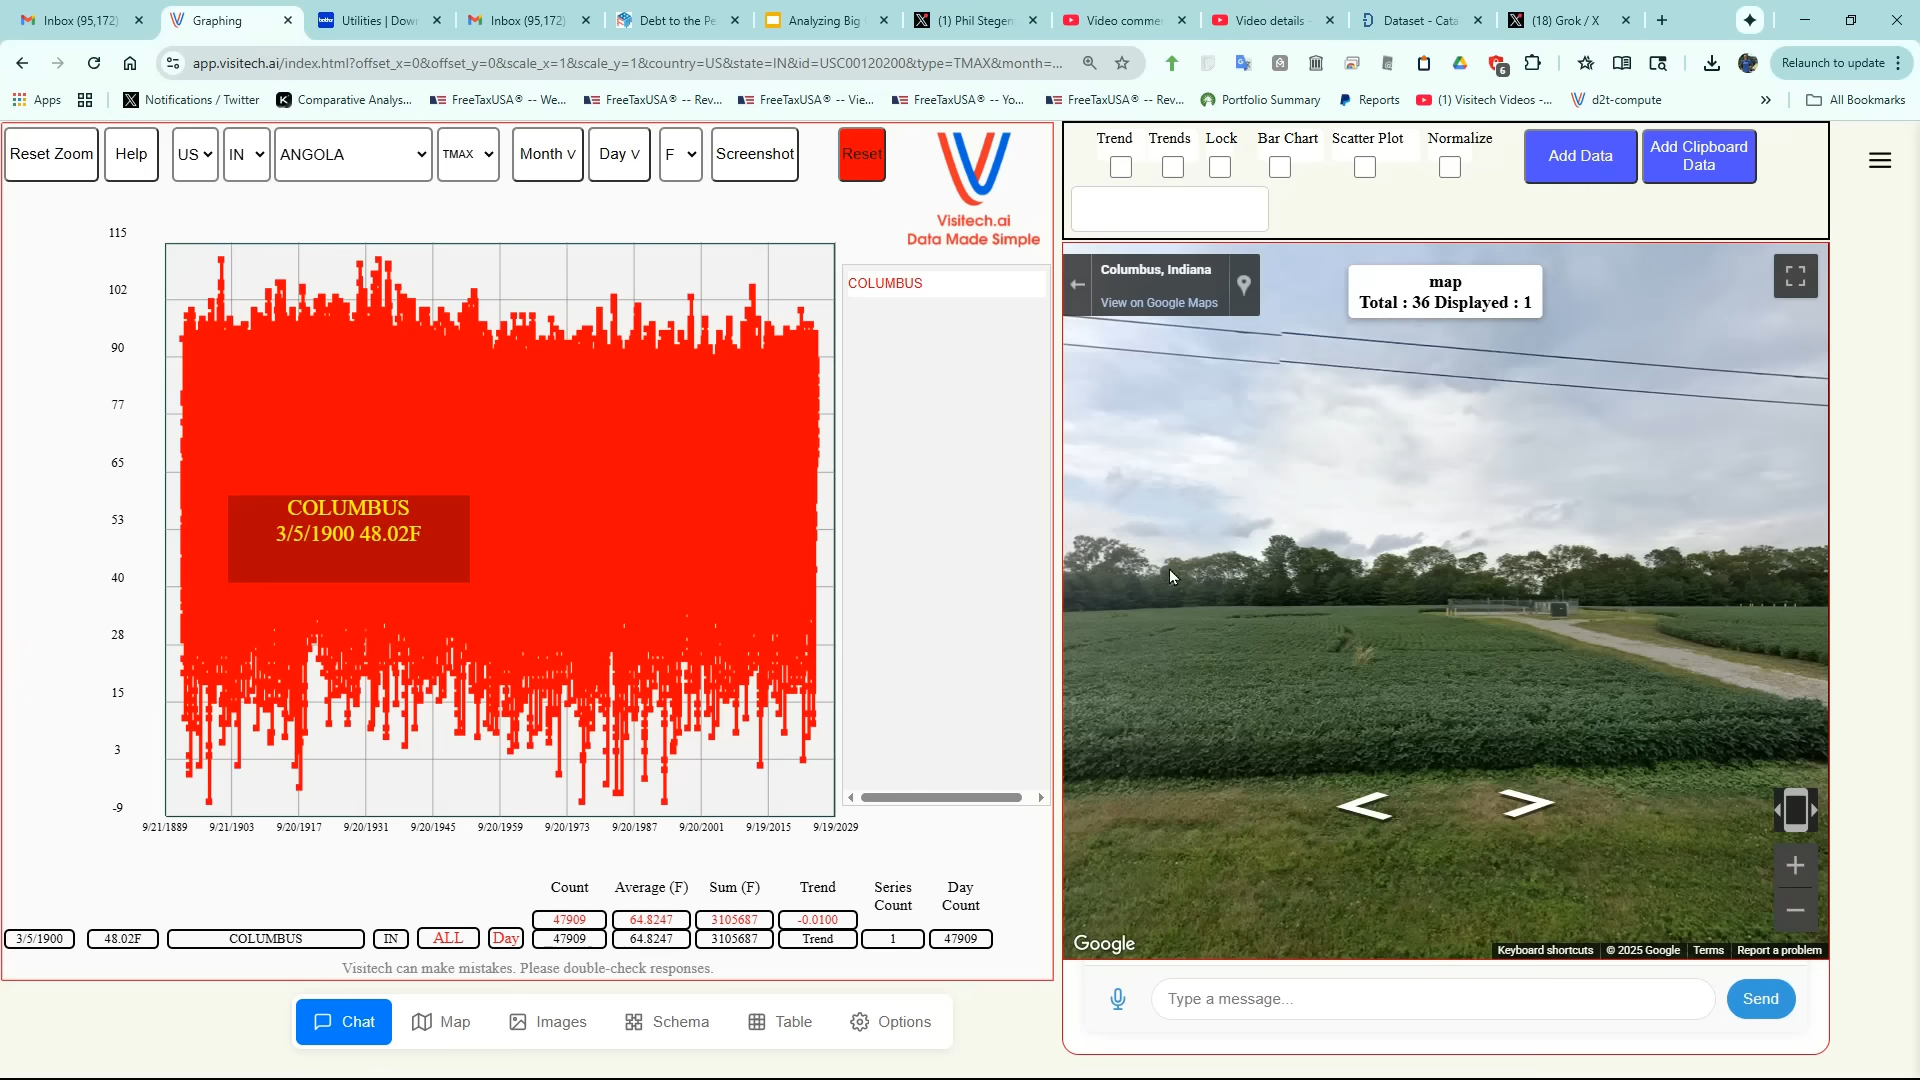 Inbox (95,172)
Graphing
Utilities | Dow
Inbox (95,172)
Debt to the Pe
Analyzing Big
(1) Phil Stegem
Video comme
Video details
Dataset - Cata
(18) Grok / X
app.visitech.ai/index.html?offset_x=0&offset_y=0&scale_x=1&scale_y=1&country=US&state=IN&id=USC00120200&type=TMAX&month=...
6
Relaunch to update
Apps
Notifications / Twitter
Comparative Analys...
FreeTaxUSA® -- We...
FreeTaxUSA® -- Rev...
FreeTaxUSA® -- Vie...
FreeTaxUSA® -- Yo...
FreeTaxUSA® -- Rev...
Portfolio Summary
Reports
(1) Visitech Videos -...
d2t-compute
»
All Bookmarks
Reset Zoom
Help
US
IN
ANGOLA
TMAX
Month V
Day V
F
Screenshot
Reset
Visitech.ai
Data Made Simple
Trend
Trends
Lock
Bar Chart
Scatter Plot
Normalize
Add Data
Add Clipboard
Data
115
102
90
77
65
53
40
28
15
3
-9
COLUMBUS
3/5/1900 48.02F
9/21/1889
9/21/1903
9/20/1917
9/20/1931
9/20/1945
9/20/1959
9/20/1973
9/20/1987
9/20/2001
9/19/2015
9/19/2029
COLUMBUS
Columbus, Indiana
View on Google Maps
map
Total : 36 Displayed : 1
Google
Keyboard shortcuts
© 2025 Google
Terms
Report a problem
Count
Average (F)
Sum (F)
Trend
Series
Count
Day
Count
47909
64.8247
3105687
-0.0100
3/5/1900
48.02F
COLUMBUS
IN
ALL
Day
47909
64.8247
3105687
Trend
1
47909
Visitech can make mistakes. Please double-check responses.
Chat
Map
Images
Schema
Table
Options
Type a message...
Send